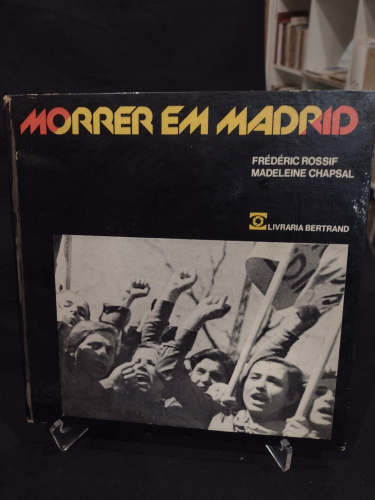 MORRER EM MADRID
FRÉDÉRIC ROSSIF
MADELEINE CHAPSAL
LIVRARIA BERTRAND